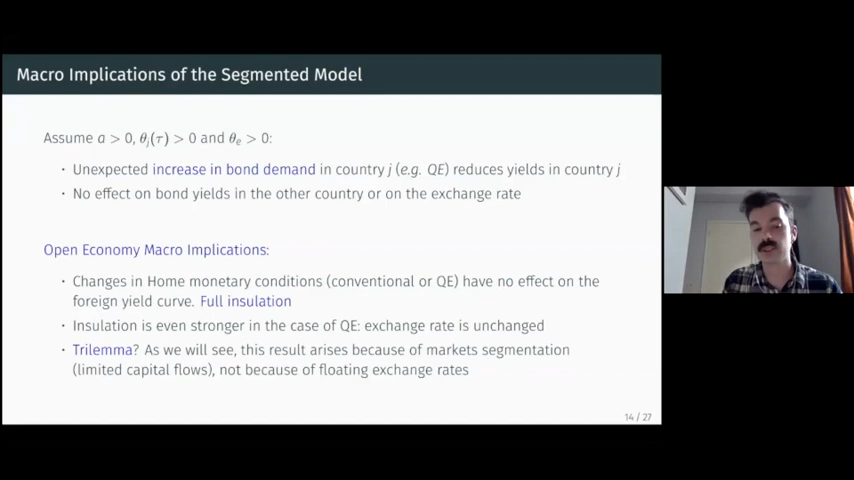 Macro Implications of the Segmented Model
Assume a > 0, θj(τ) > 0 and θe > 0:
· Unexpected increase in bond demand in country j (e.g. QE) reduces yields in country j
· No effect on bond yields in the other country or on the exchange rate
Open Economy Macro Implications:
· Changes in Home monetary conditions (conventional or QE) have no effect on the
foreign yield curve. Full insulation
· Insulation is even stronger in the case of QE: exchange rate is unchanged
· Trilemma? As we will see, this result arises because of markets segmentation
(limited capital flows), not because of floating exchange rates
14 / 27